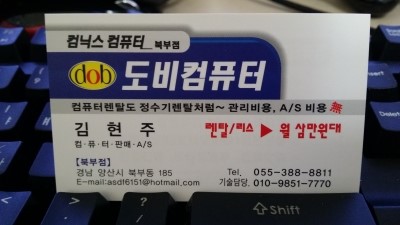 컴닉스 컴퓨터 북부점
dob 도비컴퓨터
컴퓨터렌탈도 정수기렌탈처럼~ 관리비용, A/S 비용 無
김 현 주
렌탈/리스 ▶ 월 삼만원대
컴·퓨·터·판매·A/S
【북부점】
경남 양산시 북부동 185
Tel. 055-388-8811
E-mail:asdf6151@hotmail.com
기술담당. 010-9851-7770
Shift